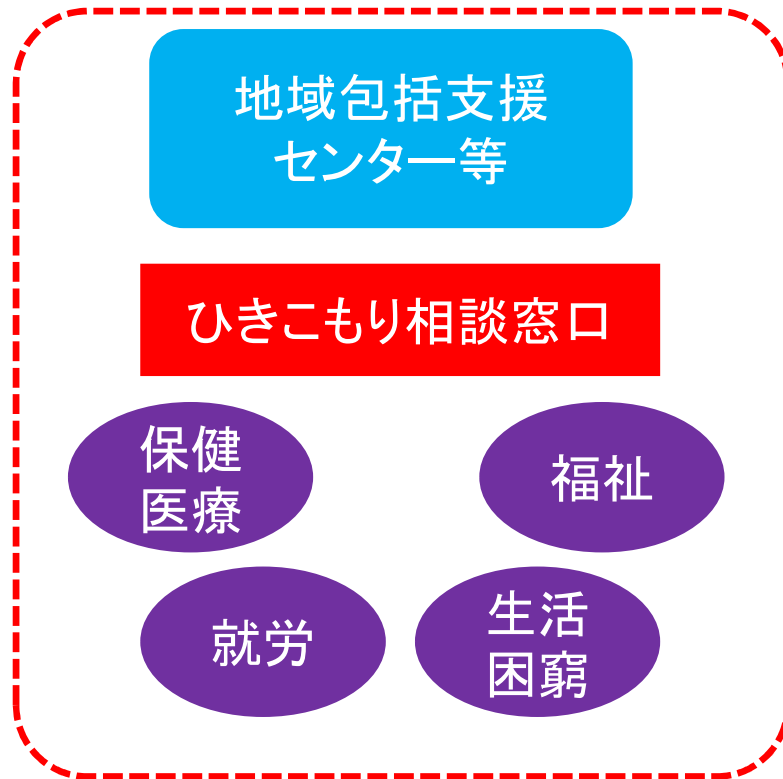 地域包括支援
センター等
ひきこもり相談窓口
保健
医療
福祉
就労
生活
困窮